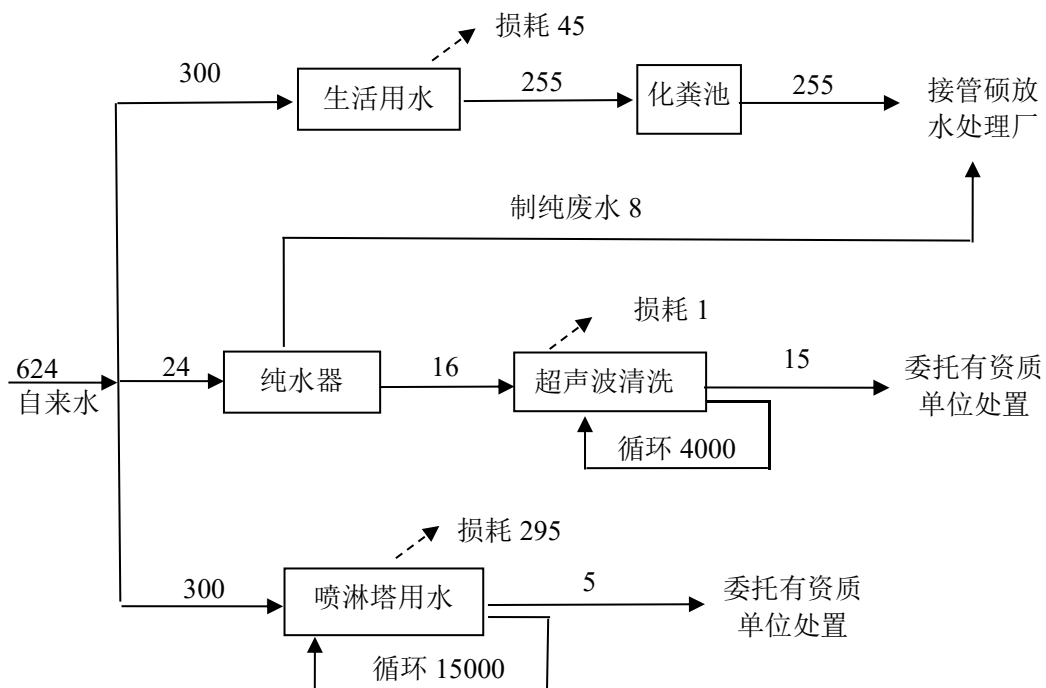 损耗 45
300
生活用水
255
化粪池
255
接管硕放
水处理厂
制纯废水 8
损耗 1
624
自来水
24
纯水器
16
超声波清洗
15
委托有资质
单位处置
循环 4000
损耗 295
300
喷淋塔用水
5
委托有资质
单位处置
循环 15000